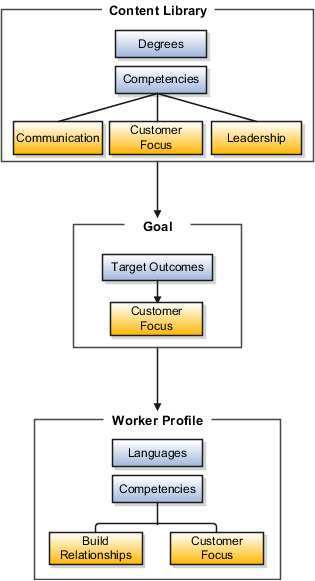 Content Library
Degrees
Competencies
Communication
Customer
Focus
Leadership
Goal
Target Outcomes
Customer
Focus
Worker Profile
Languages
Competencies
Build
Relationships
Customer
Focus